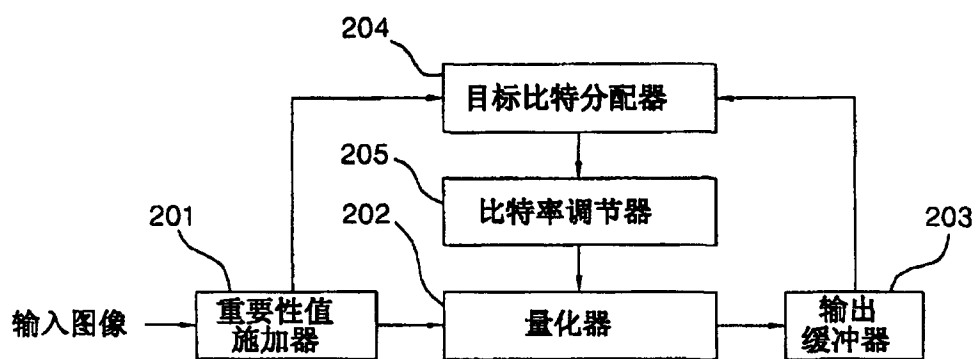 204
目标比特分配器
205
比特率调节器
201
202
203
输入图像
重要性值
施加器
量化器
输出
缓冲器